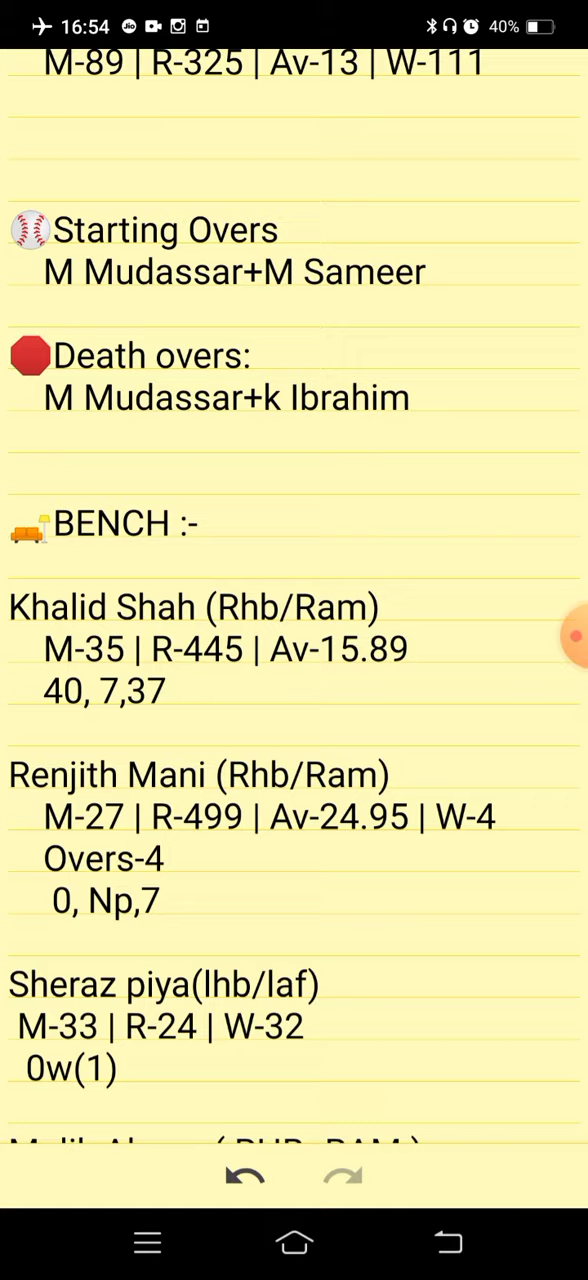 16:54
Jio
40%
M-89 | R-325 | Av-13 | W-111
Starting Overs
M Mudassar+M Sameer
Death overs:
M Mudassar+k Ibrahim
BENCH :-
Khalid Shah (Rhb/Ram)
M-35 | R-445 | Av-15.89
40, 7,37
Renjith Mani (Rhb/Ram)
M-27 | R-499 | Av-24.95 | W-4
Overs-4
0, Np,7
Sheraz piya(lhb/laf)
M-33 | R-24 | W-32
0w(1)